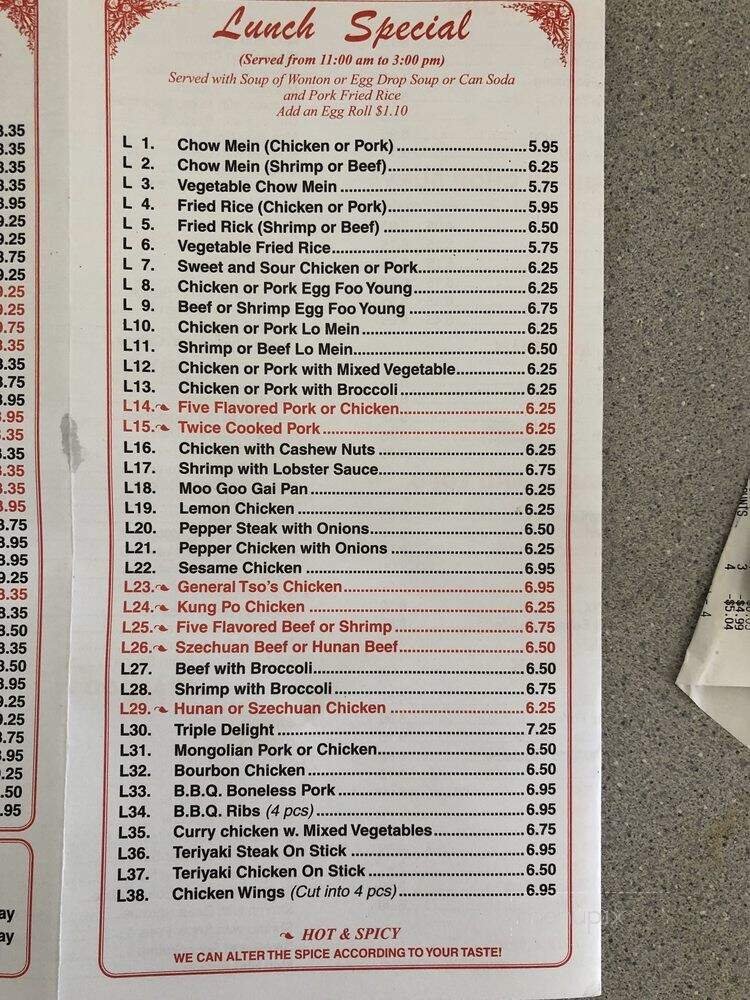 Lunch Special
(Served from 11:00 am to 3:00 pm)
Served with Soup of Wonton or Egg Drop Soup or Can Soda
and Pork Fried Rice
Add an Egg Roll $1.10
L 1. Chow Mein (Chicken or Pork) 5.95
L 2. Chow Mein (Shrimp or Beef) 6.25
L 3. Vegetable Chow Mein 5.75
L 4. Fried Rice (Chicken or Pork) 5.95
L 5. Fried Rick (Shrimp or Beef) 6.50
L 6. Vegetable Fried Rice 5.75
L 7. Sweet and Sour Chicken or Pork 6.25
L 8. Chicken or Pork Egg Foo Young 6.25
L 9. Beef or Shrimp Egg Foo Young 6.75
L10. Chicken or Pork Lo Mein 6.25
L11. Shrimp or Beef Lo Mein 6.50
L12. Chicken or Pork with Mixed Vegetable 6.25
L13. Chicken or Pork with Broccoli 6.25
L14. Five Flavored Pork or Chicken 6.25
L15. Twice Cooked Pork 6.25
L16. Chicken with Cashew Nuts 6.25
L17. Shrimp with Lobster Sauce 6.75
L18. Moo Goo Gai Pan 6.25
L19. Lemon Chicken 6.25
L20. Pepper Steak with Onions 6.50
L21. Pepper Chicken with Onions 6.25
L22. Sesame Chicken 6.95
L23. General Tso's Chicken 6.95
L24. Kung Po Chicken 6.25
L25. Five Flavored Beef or Shrimp 6.75
L26. Szechuan Beef or Hunan Beef 6.50
L27. Beef with Broccoli 6.50
L28. Shrimp with Broccoli 6.75
L29. Hunan or Szechuan Chicken 6.25
L30. Triple Delight 7.25
L31. Mongolian Pork or Chicken 6.50
L32. Bourbon Chicken 6.50
L33. B.B.Q. Boneless Pork 6.95
L34. B.B.Q. Ribs (4 pcs) 6.95
L35. Curry chicken w. Mixed Vegetables 6.75
L36. Teriyaki Steak On Stick 6.95
L37. Teriyaki Chicken On Stick 6.50
L38. Chicken Wings (Cut into 4 pcs) 6.95
HOT & SPICY
WE CAN ALTER THE SPICE ACCORDING TO YOUR TASTE!